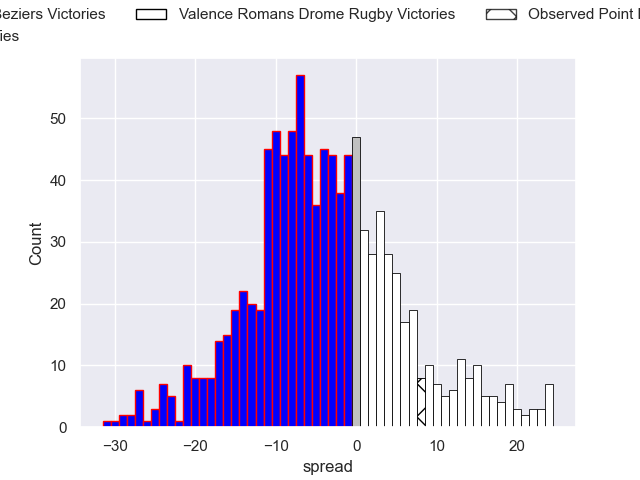 Beziers Victories Valence Romans Drome Rugby Victories Observed Point
ies
50
40
30
20
10
0
Count
−30 −20 −10 0 10 20
spread